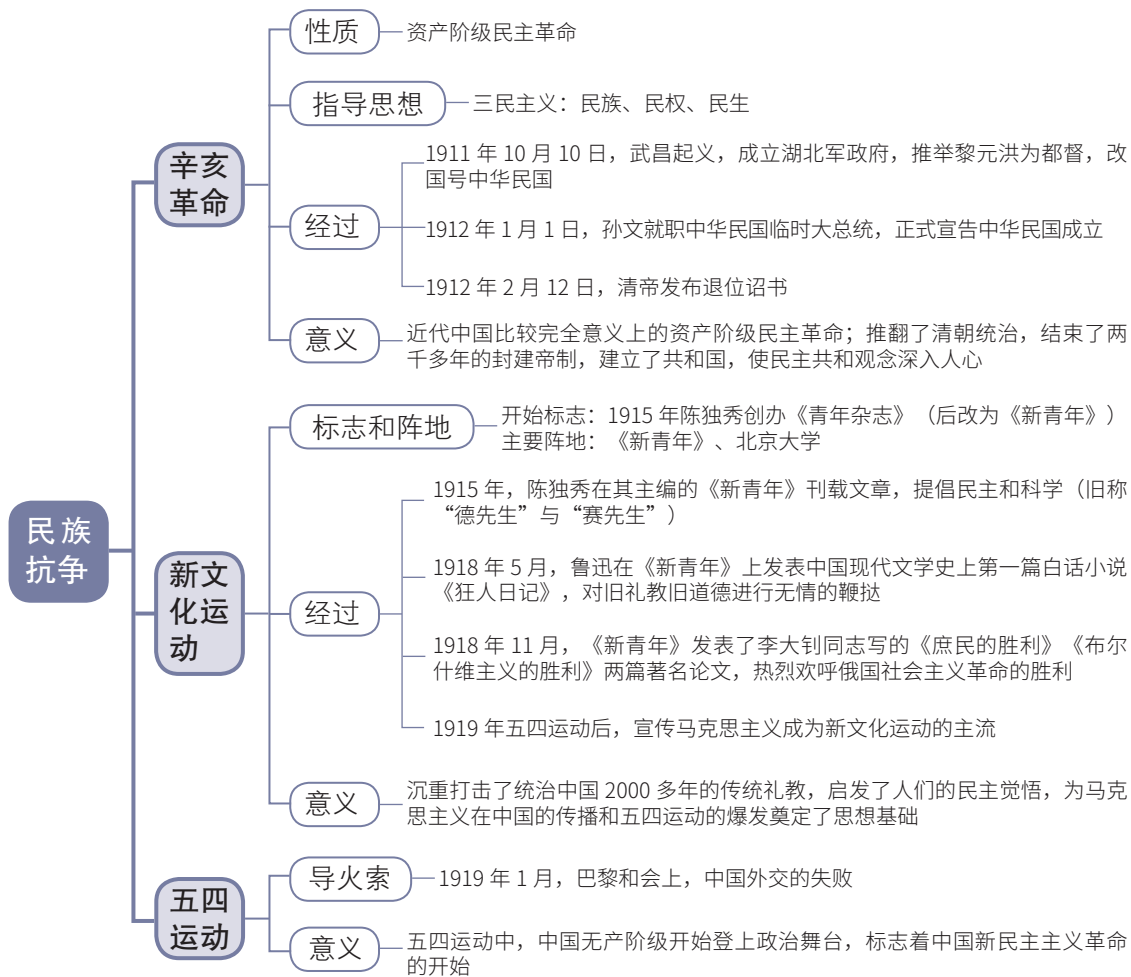 民族
抗争
辛亥
革命
性质
资产阶级民主革命
指导思想
三民主义：民族、民权、民生
经过
1911 年 10 月 10 日，武昌起义，成立湖北军政府，推举黎元洪为都督，改
国号中华民国
1912 年 1 月 1 日，孙文就职中华民国临时大总统，正式宣告中华民国成立
1912 年 2 月 12 日，清帝发布退位诏书
意义
近代中国比较完全意义上的资产阶级民主革命；推翻了清朝统治，结束了两
千多年的封建帝制，建立了共和国，使民主共和观念深入人心
新文
化运
动
标志和阵地
开始标志：1915 年陈独秀创办《青年杂志》（后改为《新青年》）
主要阵地：《新青年》、北京大学
经过
1915 年，陈独秀在其主编的《新青年》刊载文章，提倡民主和科学（旧称
“德先生”与“赛先生”）
1918 年 5 月，鲁迅在《新青年》上发表中国现代文学史上第一篇白话小说
《狂人日记》，对旧礼教旧道德进行无情的鞭挞
1918 年 11 月，《新青年》发表了李大钊同志写的《庶民的胜利》《布尔
什维主义的胜利》两篇著名论文，热烈欢呼俄国社会主义革命的胜利
1919 年五四运动后，宣传马克思主义成为新文化运动的主流
意义
沉重打击了统治中国 2000 多年的传统礼教，启发了人们的民主觉悟，为马克
思主义在中国的传播和五四运动的爆发奠定了思想基础
五四
运动
导火索
1919 年 1 月，巴黎和会上，中国外交的失败
意义
五四运动中，中国无产阶级开始登上政治舞台，标志着中国新民主主义革命
的开始